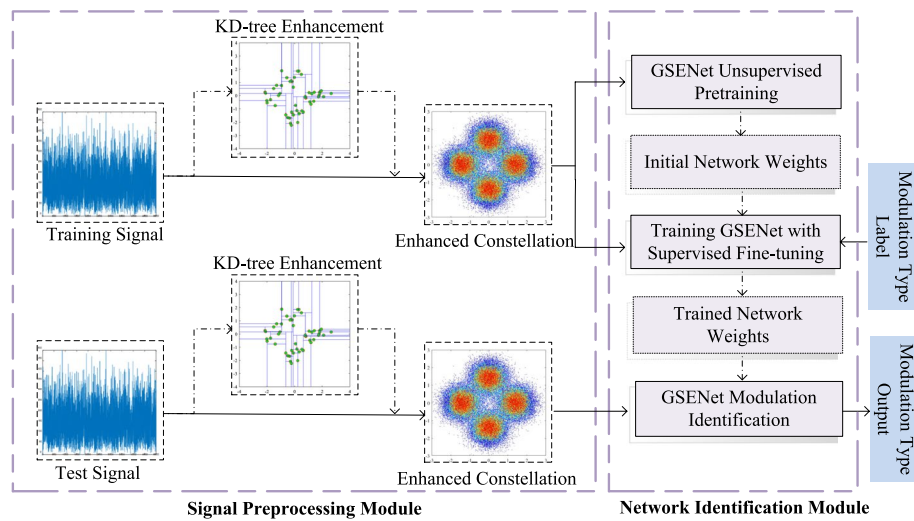 KD-tree Enhancement
Training Signal
Enhanced Constellation
KD-tree Enhancement
Test Signal
Enhanced Constellation
Signal Preprocessing Module
GSENet Unsupervised
Pretraining
Initial Network Weights
Training GSENet with
Supervised Fine-tuning
Trained Network
Weights
GSENet Modulation
Identification
Modulation Type
Label
Modulation Type
Output
Network Identification Module